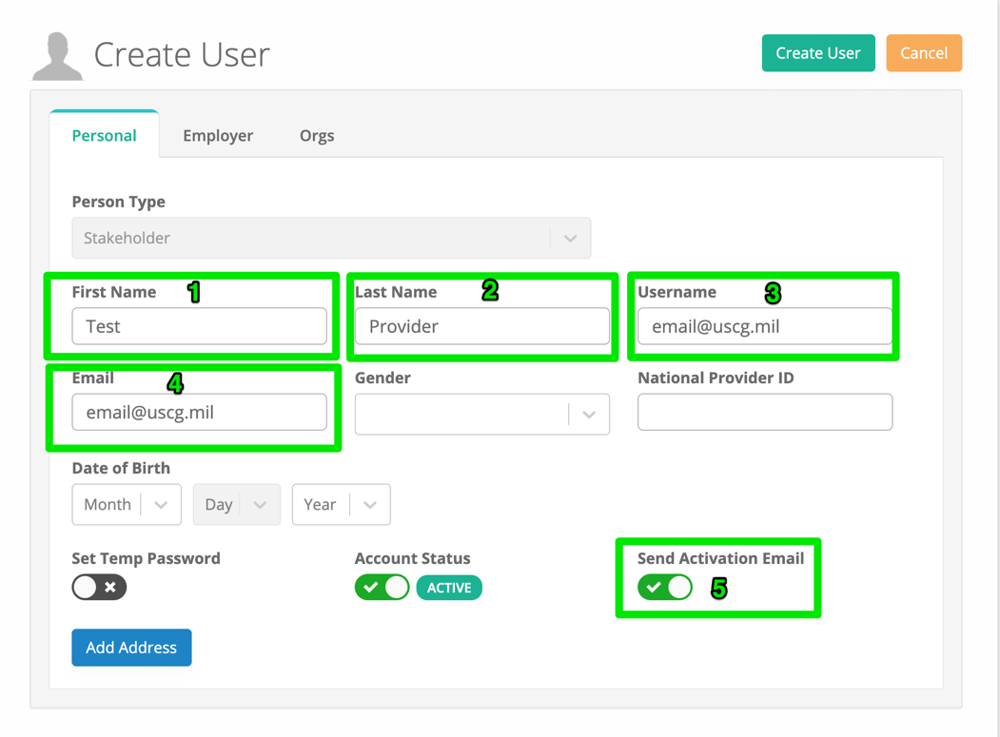 Create User
Create User Cancel
Personal Employer Orgs
Person Type
Stakeholder
First Name 1 Last Name 2 Username 3
Test Provider email@uscg.mil
Email 4 Gender National Provider ID
email@uscg.mil
Date of Birth
Month Day Year
Set Temp Password Account Status Send Activation Email
ACTIVE 5
Add Address